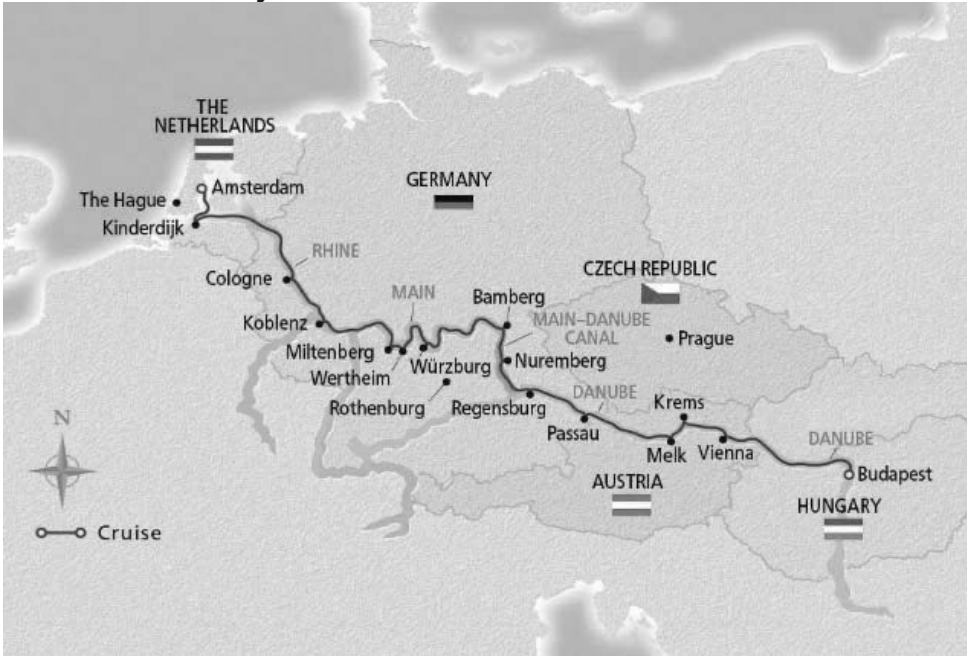 THE
NETHERLANDS
Amsterdam
The Hague
Kinderdijk
GERMANY
RHINE
Cologne
CZECH REPUBLIC
MAIN
Bamberg
Koblenz
MAIN–DANUBE
CANAL
Prague
Miltenberg
Würzburg
Nuremberg
Wertheim
Rothenburg
Regensburg
DANUBE
Krems
Passau
Melk
Vienna
DANUBE
Budapest
AUSTRIA
HUNGARY
N
Cruise